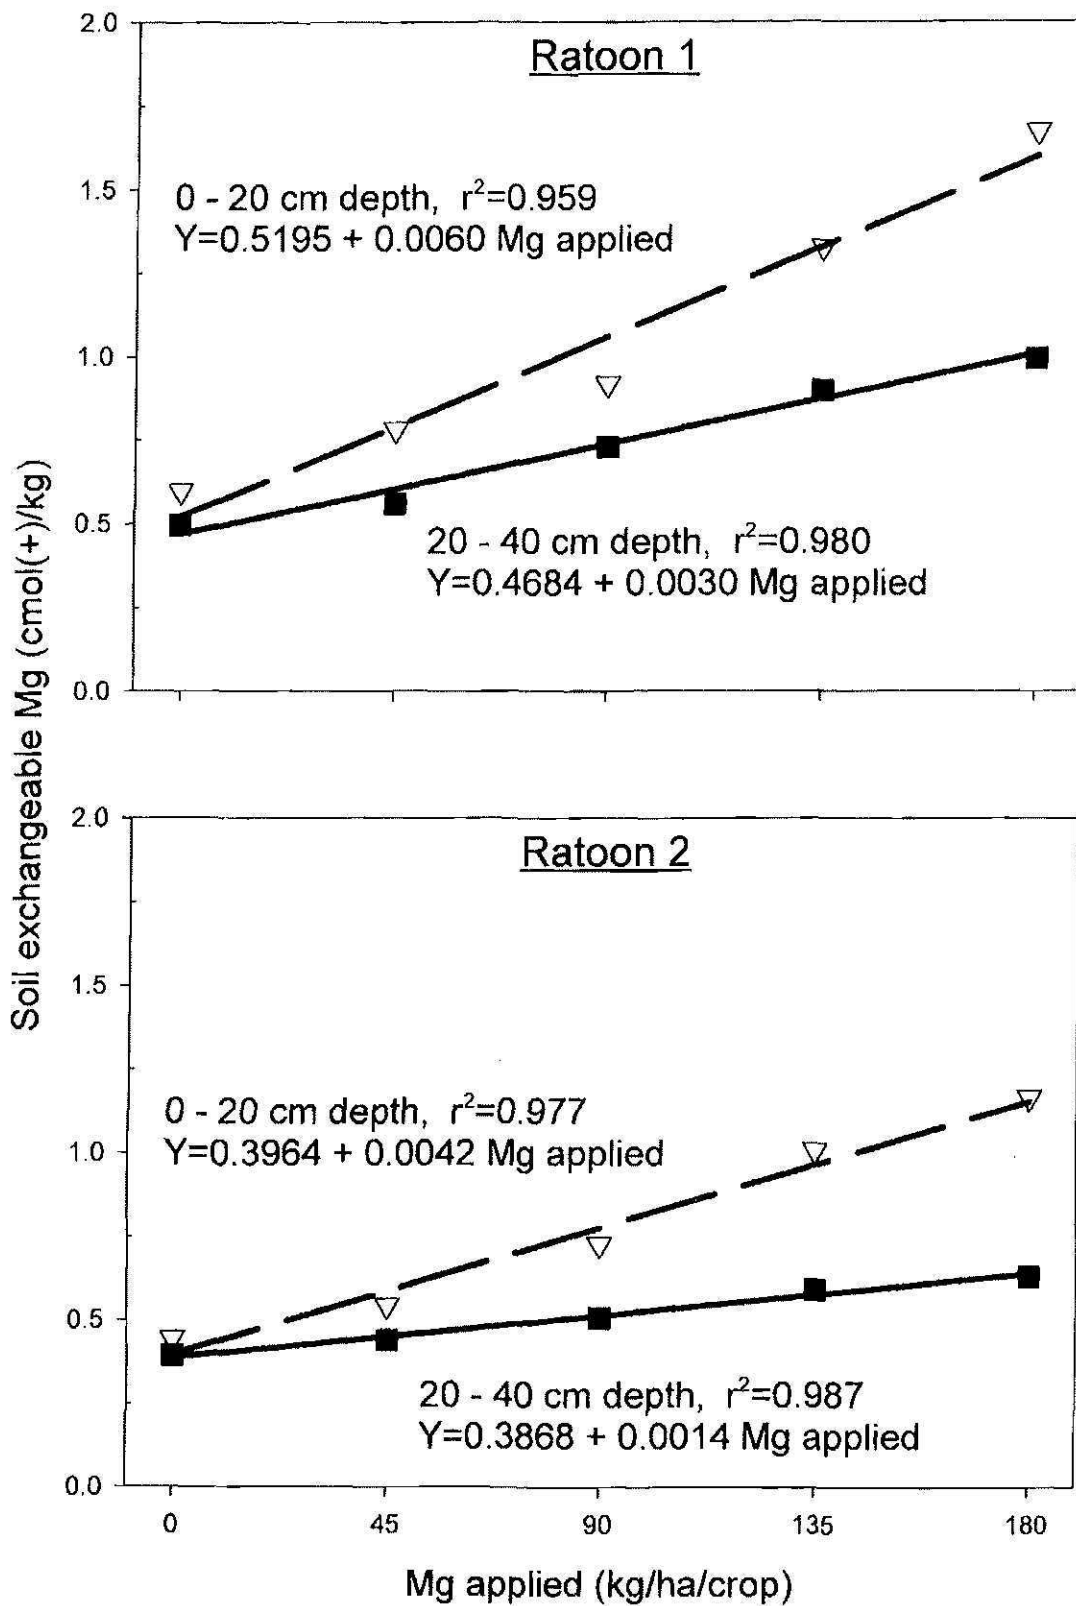 Soil exchangeable Mg (cmol(+)/kg)
2.0
Ratoon 1
1.5
0 - 20 cm depth, r²=0.959
Y=0.5195 + 0.0060 Mg applied
1.0
0.5
20 - 40 cm depth, r²=0.980
Y=0.4684 + 0.0030 Mg applied
0.0
2.0
Ratoon 2
1.5
0 - 20 cm depth, r²=0.977
Y=0.3964 + 0.0042 Mg applied
1.0
0.5
20 - 40 cm depth, r²=0.987
Y=0.3868 + 0.0014 Mg applied
0.0
0 45 90 135 180
Mg applied (kg/ha/crop)